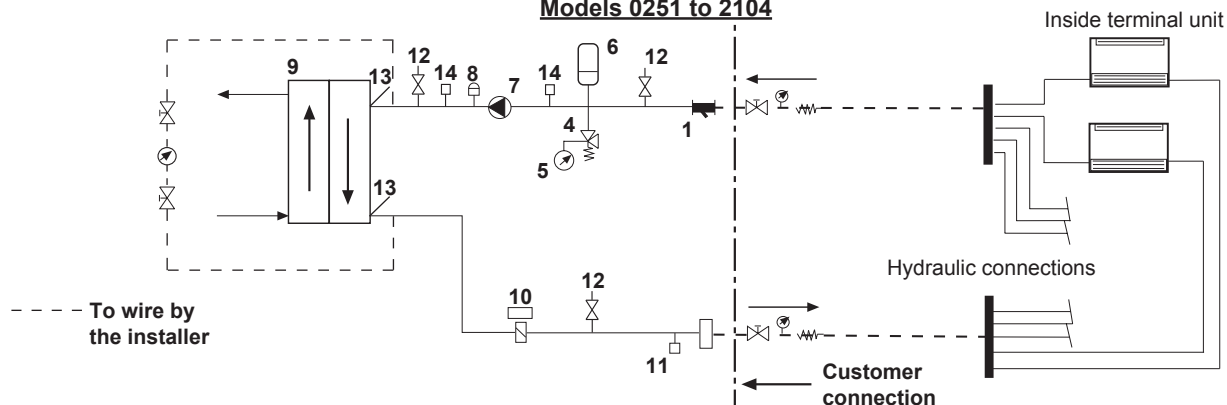 Models 0251 to 2104
Inside terminal unit
6
12
12
9
13
14
8
7
14
4
1
5
13
Hydraulic connections
10
12
- - - - - To wire by
the installer
11
Customer
connection